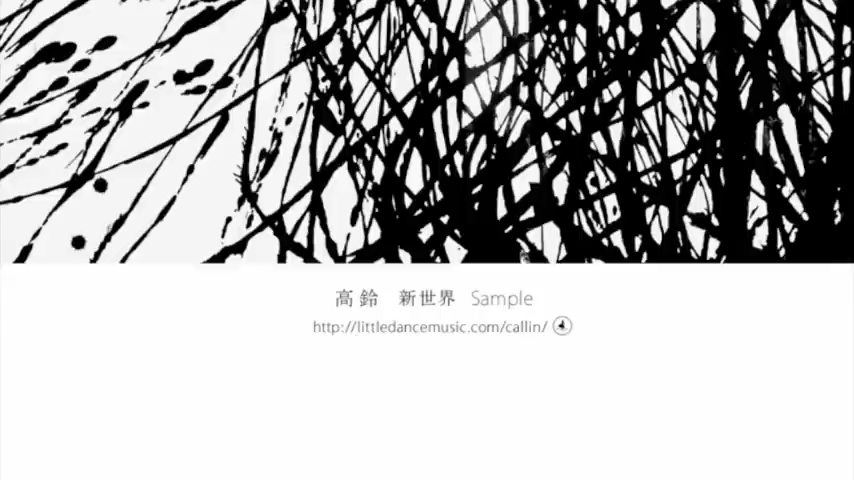 高鈴 新世界 Sample
http://littledancemusic.com/callin/